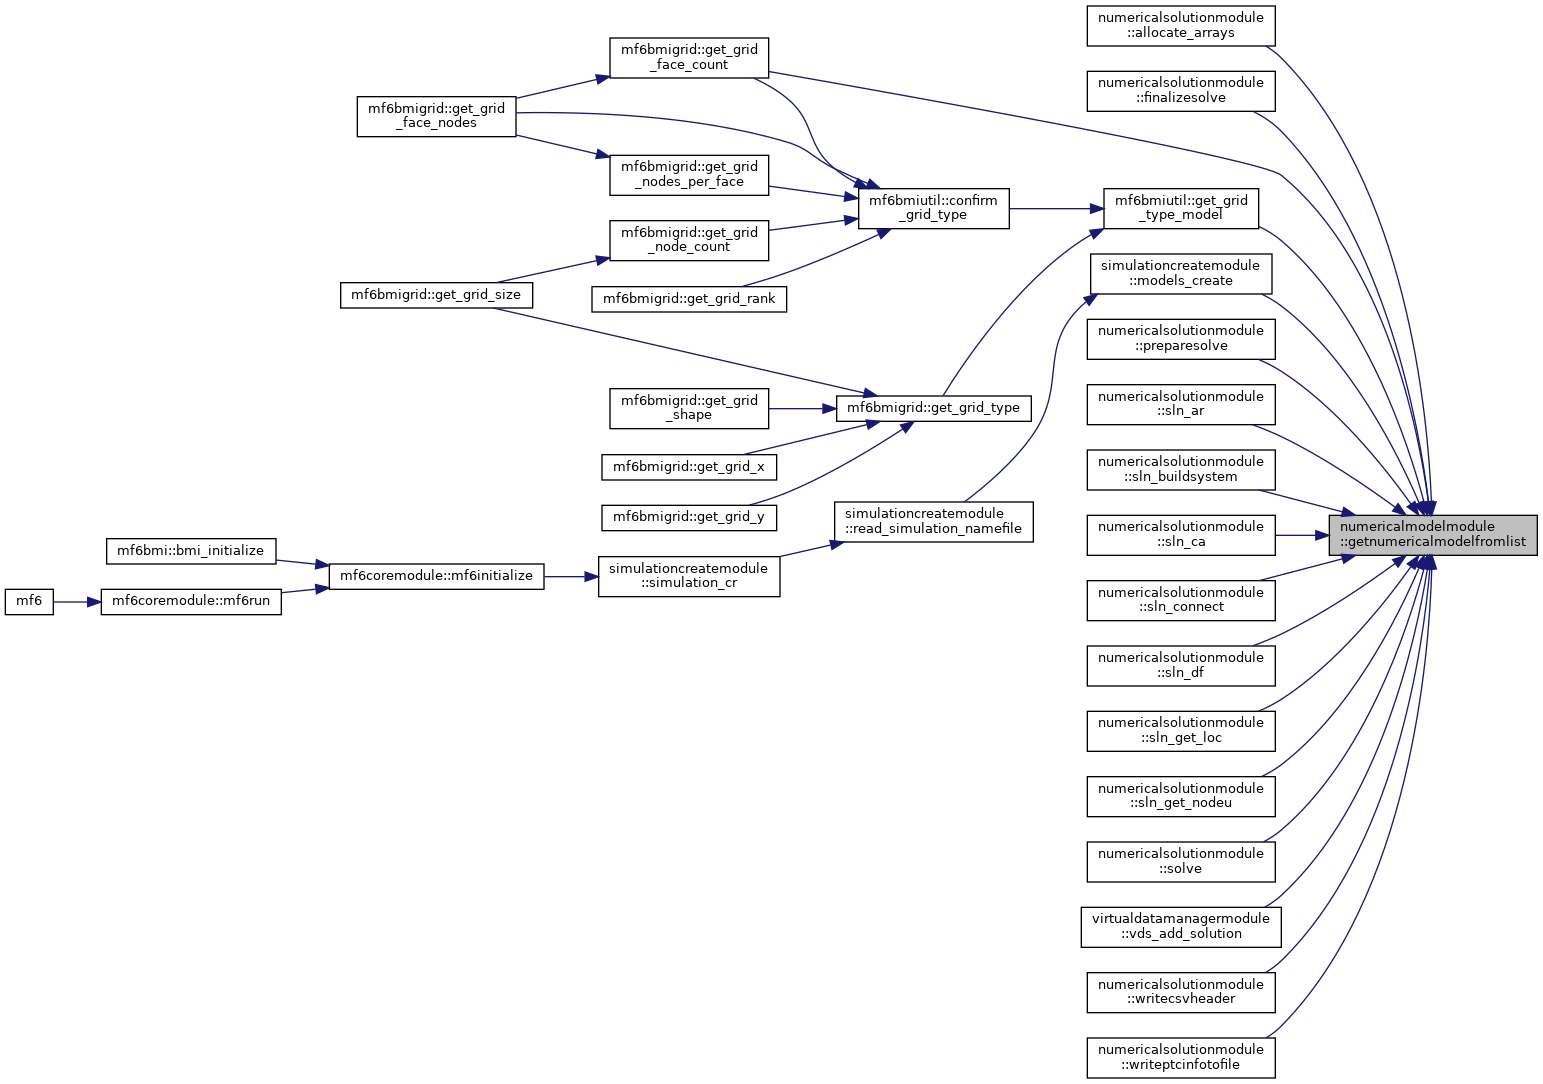 numericalsolutionmodule
::allocate_arrays
mf6bmigrid::get_grid
_face_count
numericalsolutionmodule
::finalizesolve
mf6bmigrid::get_grid
_face_nodes
mf6bmigrid::get_grid
_nodes_per_face
mf6bmiutil::confirm
_grid_type
mf6bmiutil::get_grid
_type_model
mf6bmigrid::get_grid
_node_count
simulationcreatemodule
::models_create
mf6bmigrid::get_grid_size
mf6bmigrid::get_grid_rank
numericalsolutionmodule
::preparesolve
mf6bmigrid::get_grid
_shape
mf6bmigrid::get_grid_type
numericalsolutionmodule
::sln_ar
mf6bmigrid::get_grid_x
numericalsolutionmodule
::sln_buildsystem
mf6bmigrid::get_grid_y
simulationcreatemodule
::read_simulation_namefile
numericalsolutionmodule
::sln_ca
numericalmodelmodule
::getnumericalmodelfromlist
mf6bmi::bmi_initialize
mf6coremodule::mf6initialize
simulationcreatemodule
::simulation_cr
mf6
mf6coremodule::mf6run
numericalsolutionmodule
::sln_connect
numericalsolutionmodule
::sln_df
numericalsolutionmodule
::sln_get_loc
numericalsolutionmodule
::sln_get_nodeu
numericalsolutionmodule
::solve
virtualdatamanagermodule
::vds_add_solution
numericalsolutionmodule
::writecsvheader
numericalsolutionmodule
::writeptcinfotofile